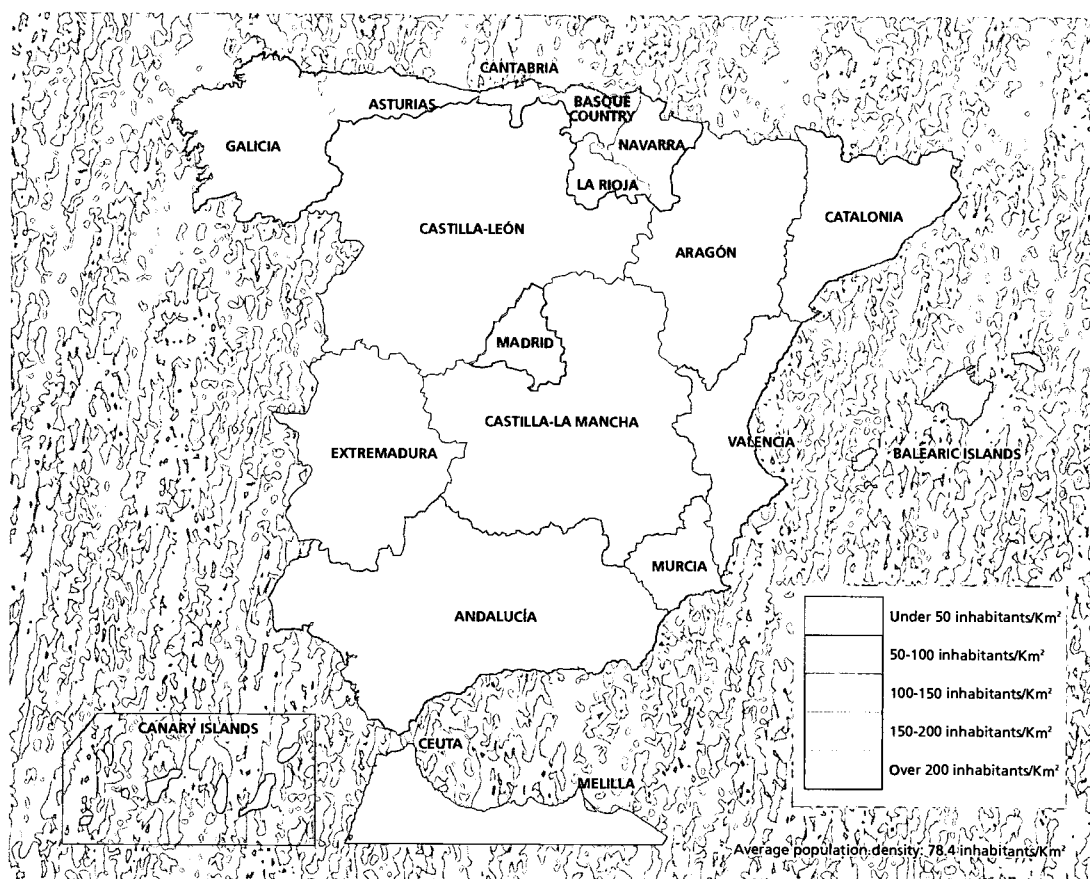 CANTABRIA
ASTURIAS
BASQUE
COUNTRY
GALICIA
NAVARRA
LA RIOJA
CATALONIA
CASTILLA-LEÓN
ARAGÓN
MADRID
CASTILLA-LA MANCHA
VALENCIA
EXTREMADURA
BALEARIC ISLANDS
MURCIA
ANDALUCÍA
Under 50 inhabitants/Km²
50-100 inhabitants/Km²
100-150 inhabitants/Km²
150-200 inhabitants/Km²
Over 200 inhabitants/Km²
CANARY ISLANDS
CEUTA
MELILLA
Average population density: 78.4 inhabitants/Km²